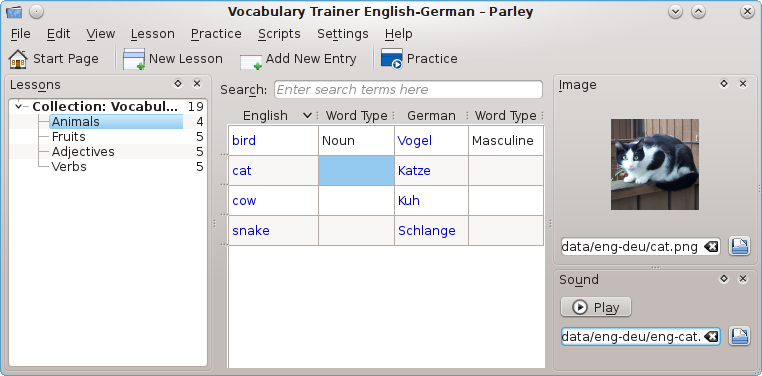 Vocabulary Trainer English-German – Parley
File Edit View Lesson Practice Scripts Settings Help
Start Page New Lesson Add New Entry Practice
Lessons
Collection: Vocabul... 19
Animals 4
Fruits 5
Adjectives 5
Verbs 5
Search: Enter search terms here
English Word Type German Word Type
bird Noun Vogel Masculine
cat Katze
cow Kuh
snake Schlange
Image
data/eng-deu/cat.png
Sound
Play
data/eng-deu/eng-cat.